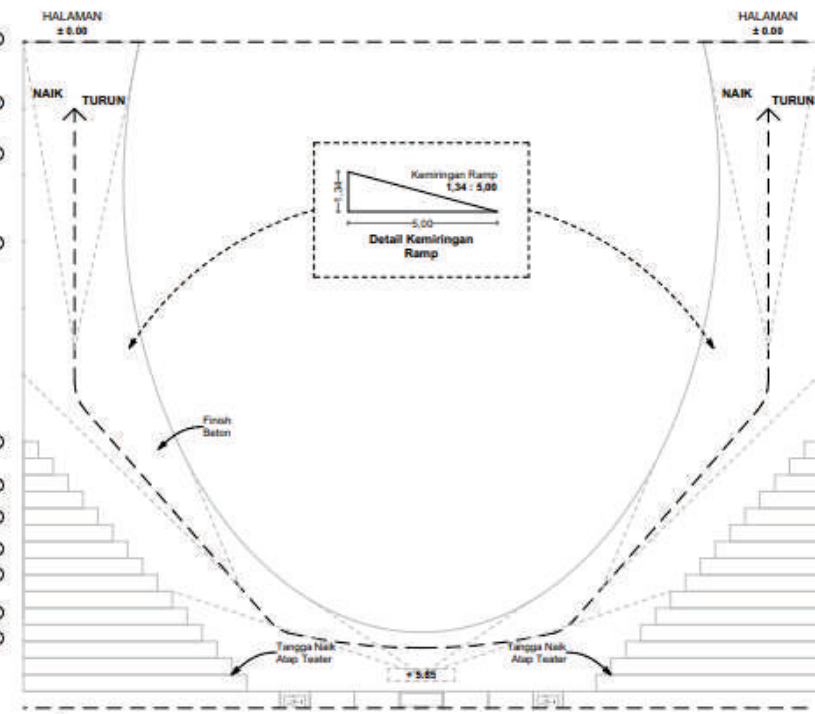 HALAMAN
± 0.00
HALAMAN
± 0.00
NAIK
TURUN
NAIK
TURUN
Kemiringan Ramp
1,34 : 5,00
1,34
5,00
Detail Kemiringan
Ramp
Finish
Beton
Tangga Naik
Atap Teater
Tangga Naik
Atap Teater
+ 5.85